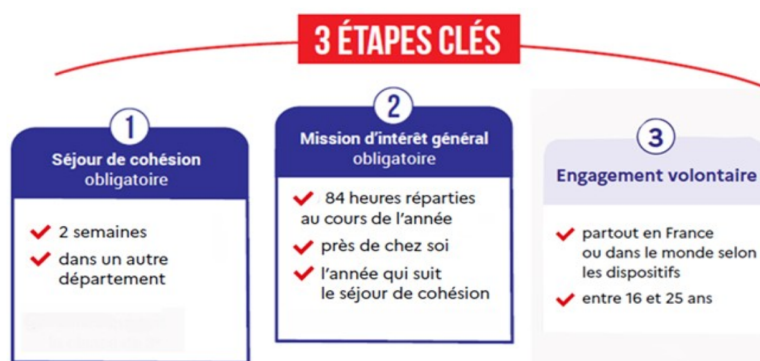 3 ÉTAPES CLÉS
1
Séjour de cohésion
obligatoire
2 semaines
dans un autre
département
2
Mission d'intérêt général
obligatoire
84 heures réparties
au cours de l'année
près de chez soi
l'année qui suit
le séjour de cohésion
3
Engagement volontaire
partout en France
ou dans le monde selon
les dispositifs
entre 16 et 25 ans